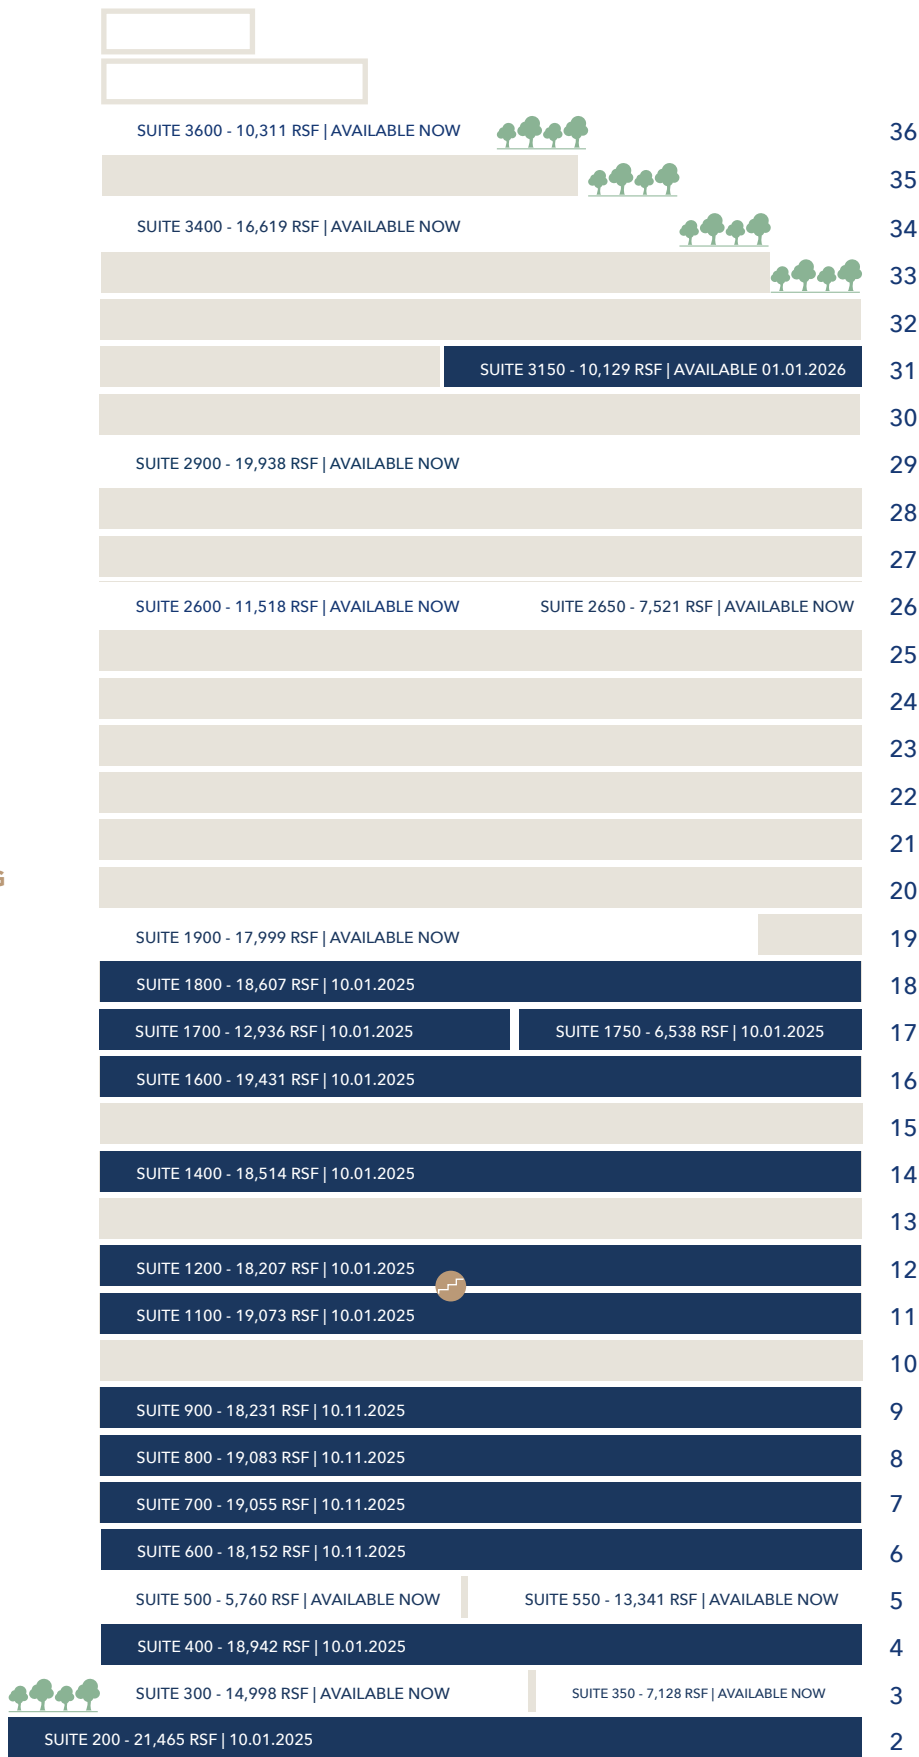 SUITE 3600 - 10,311 RSF | AVAILABLE NOW 36
35
SUITE 3400 - 16,619 RSF | AVAILABLE NOW 34
33
32
SUITE 3150 - 10,129 RSF | AVAILABLE 01.01.2026 31
30
SUITE 2900 - 19,938 RSF | AVAILABLE NOW 29
28
27
SUITE 2600 - 11,518 RSF | AVAILABLE NOW SUITE 2650 - 7,521 RSF | AVAILABLE NOW 26
25
24
23
22
21
G 20
SUITE 1900 - 17,999 RSF | AVAILABLE NOW 19
SUITE 1800 - 18,607 RSF | 10.01.2025 18
SUITE 1700 - 12,936 RSF | 10.01.2025 SUITE 1750 - 6,538 RSF | 10.01.2025 17
SUITE 1600 - 19,431 RSF | 10.01.2025 16
15
SUITE 1400 - 18,514 RSF | 10.01.2025 14
13
SUITE 1200 - 18,207 RSF | 10.01.2025 12
SUITE 1100 - 19,073 RSF | 10.01.2025 11
10
SUITE 900 - 18,231 RSF | 10.11.2025 9
SUITE 800 - 19,083 RSF | 10.11.2025 8
SUITE 700 - 19,055 RSF | 10.11.2025 7
SUITE 600 - 18,152 RSF | 10.11.2025 6
SUITE 500 - 5,760 RSF | AVAILABLE NOW SUITE 550 - 13,341 RSF | AVAILABLE NOW 5
SUITE 400 - 18,942 RSF | 10.01.2025 4
SUITE 300 - 14,998 RSF | AVAILABLE NOW SUITE 350 - 7,128 RSF | AVAILABLE NOW 3
SUITE 200 - 21,465 RSF | 10.01.2025 2